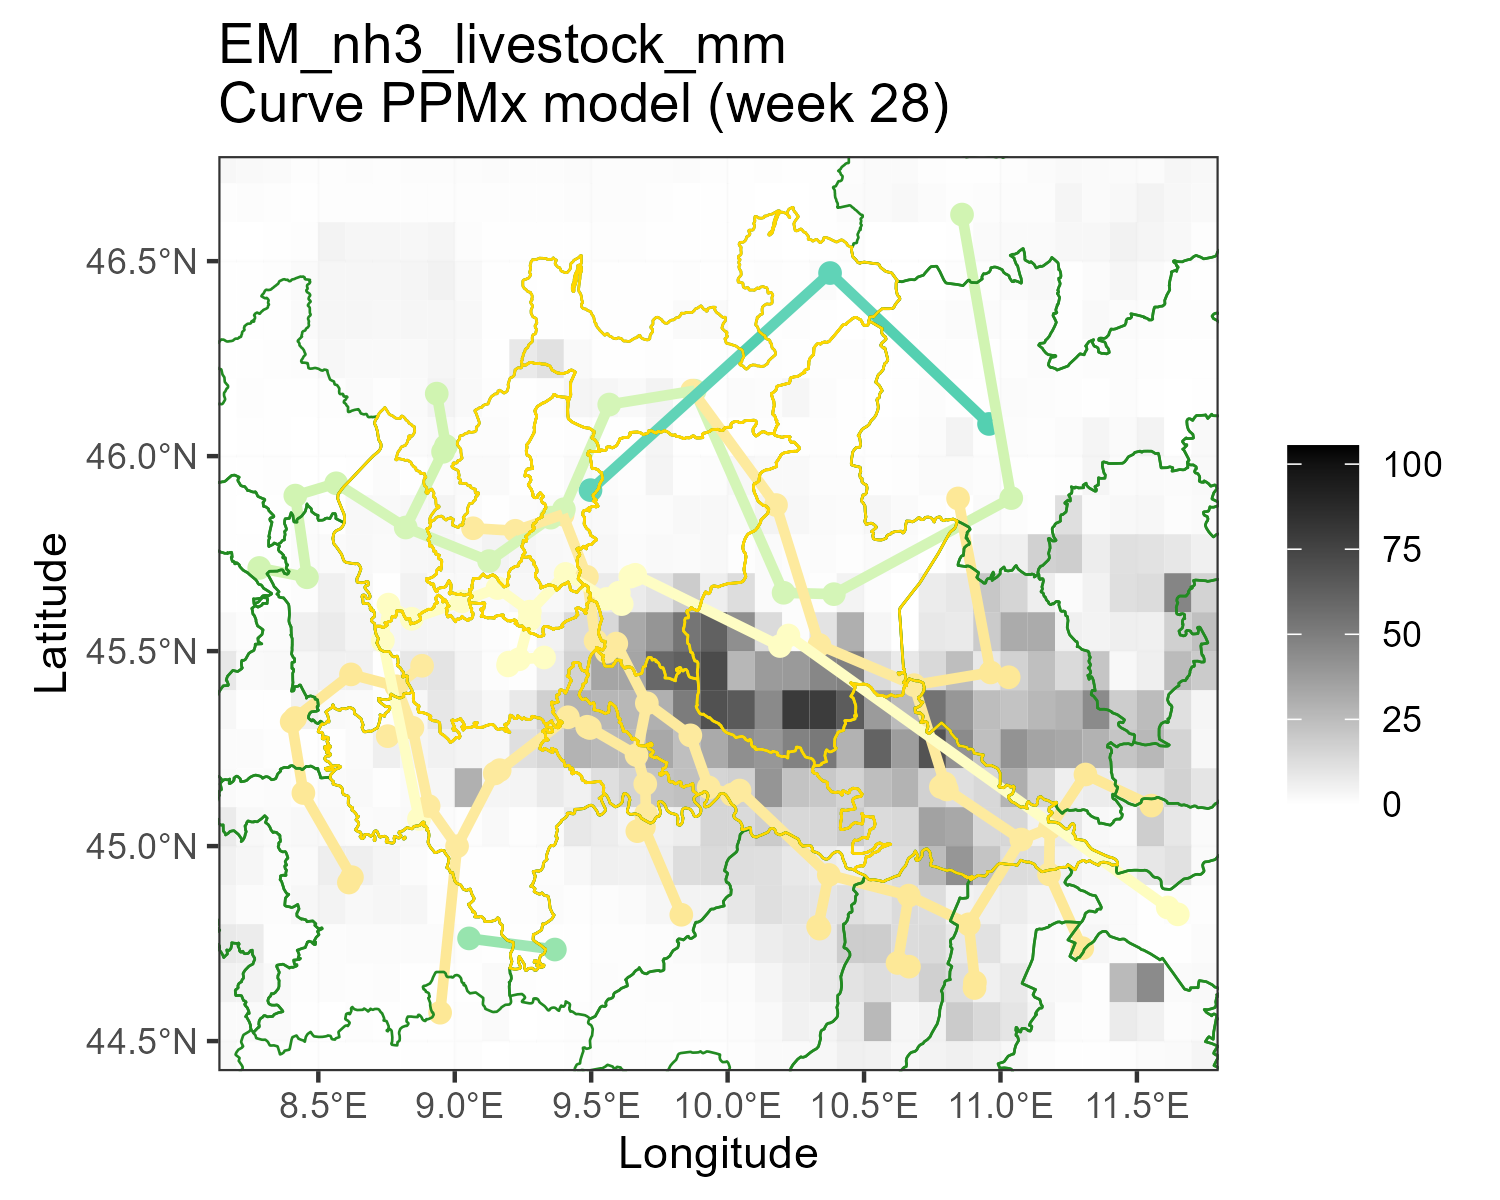 EM_nh3_livestock_mm
Curve PPMx model (week 28)
46.5°N
46.0°N
45.5°N
45.0°N
44.5°N
Latitude
8.5°E 9.0°E 9.5°E 10.0°E 10.5°E 11.0°E 11.5°E
Longitude
100
75
50
25
0